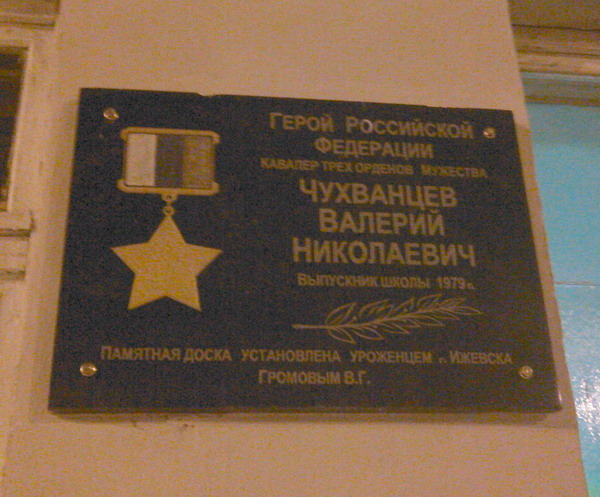 ГЕРОЙ РОССИЙСКОЙ
ФЕДЕРАЦИИ
КАВАЛЕР ТРЕХ ОРДЕНОВ МУЖЕСТВА
ЧУХВАНЦЕВ
ВАЛЕРИЙ
НИКОЛАЕВИЧ
ВЫПУСКНИК ШКОЛЫ 1979 г.
ПАМЯТНАЯ ДОСКА УСТАНОВЛЕНА УРОЖЕНЦЕМ г. ИЖЕВСКА
ГРОМОВЫМ В.Г.